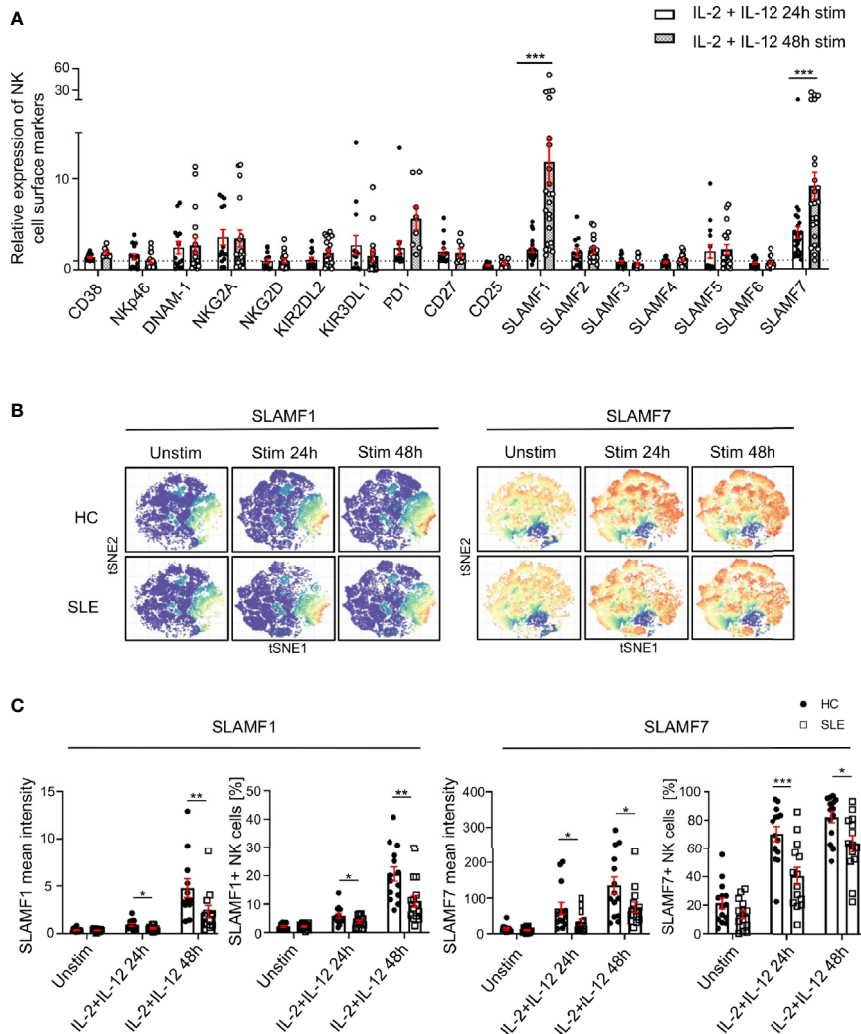 A
IL-2 + IL-12 24h stim
IL-2 + IL-12 48h stim
Relative expression of NK
cell surface markers
60
30
10
0
***
***
CD38
NKp46
DNAM-1
NKG2A
NKG2D
KIR2DL2
KIR3DL1
PD1
CD27
CD25
SLAMF1
SLAMF2
SLAMF3
SLAMF4
SLAMF5
SLAMF6
SLAMF7
B
SLAMF1
SLAMF7
Unstim
Stim 24h
Stim 48h
Unstim
Stim 24h
Stim 48h
HC
SLE
tSNE2
tSNE1
tSNE2
tSNE1
C
HC
SLE
SLAMF1
SLAMF7
SLAMF1 mean intensity
15
10
5
0
*
**
Unstim
IL-2+IL-12 24h
IL-2+IL-12 48h
SLAMF1+ NK cells [%]
50
40
30
20
10
0
*
**
Unstim
IL-2+IL-12 24h
IL-2+IL-12 48h
SLAMF7 mean intensity
400
300
200
100
0
*
*
Unstim
IL-2+IL-12 24h
IL-2+IL-12 48h
SLAMF7+ NK cells [%]
100
80
60
40
20
0
***
*
Unstim
IL-2+IL-12 24h
IL-2+IL-12 48h